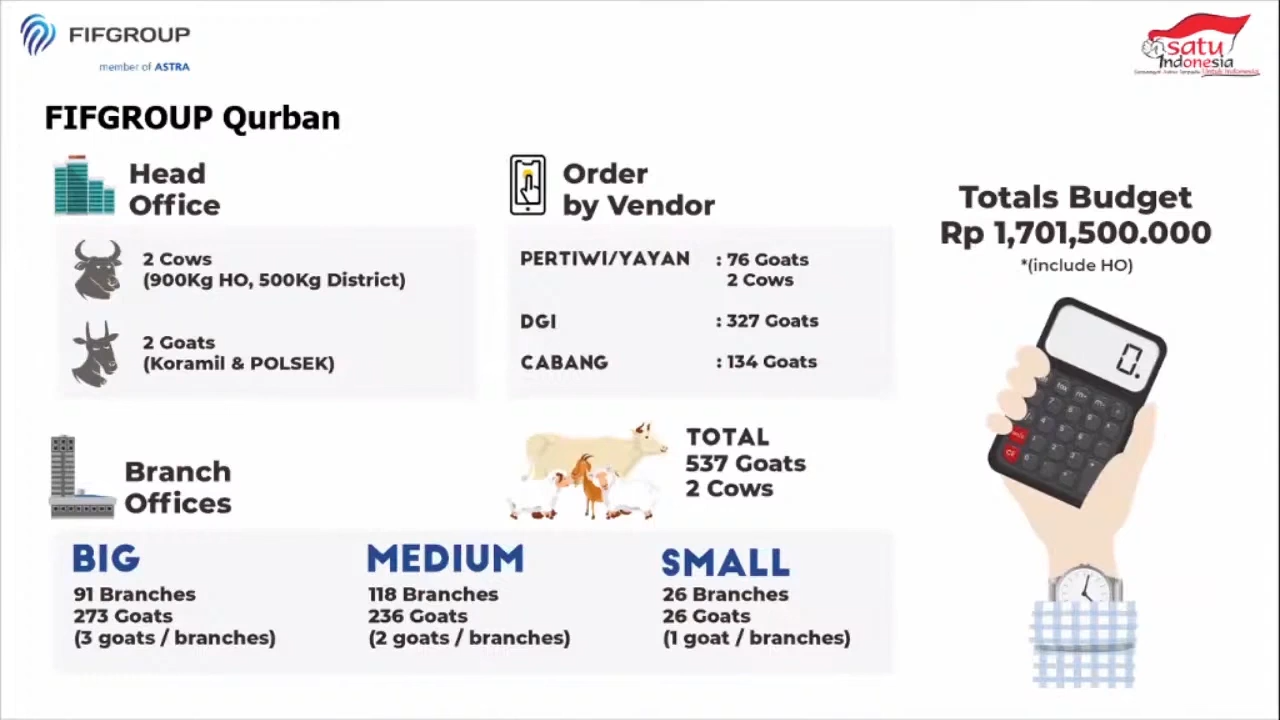 FIFGROUP
member of ASTRA
satu
Indonesia
FIFGROUP Qurban
Head
Office
2 Cows
(900Kg HO, 500Kg District)
2 Goats
(Koramil & POLSEK)
Order
by Vendor
PERTIWI/YAYAN : 76 Goats
2 Cows
DGI : 327 Goats
CABANG : 134 Goats
Totals Budget
Rp 1,701,500.000
*(include HO)
0.
Branch
Offices
TOTAL
537 Goats
2 Cows
BIG
91 Branches
273 Goats
(3 goats / branches)
MEDIUM
118 Branches
236 Goats
(2 goats / branches)
SMALL
26 Branches
26 Goats
(1 goat / branches)